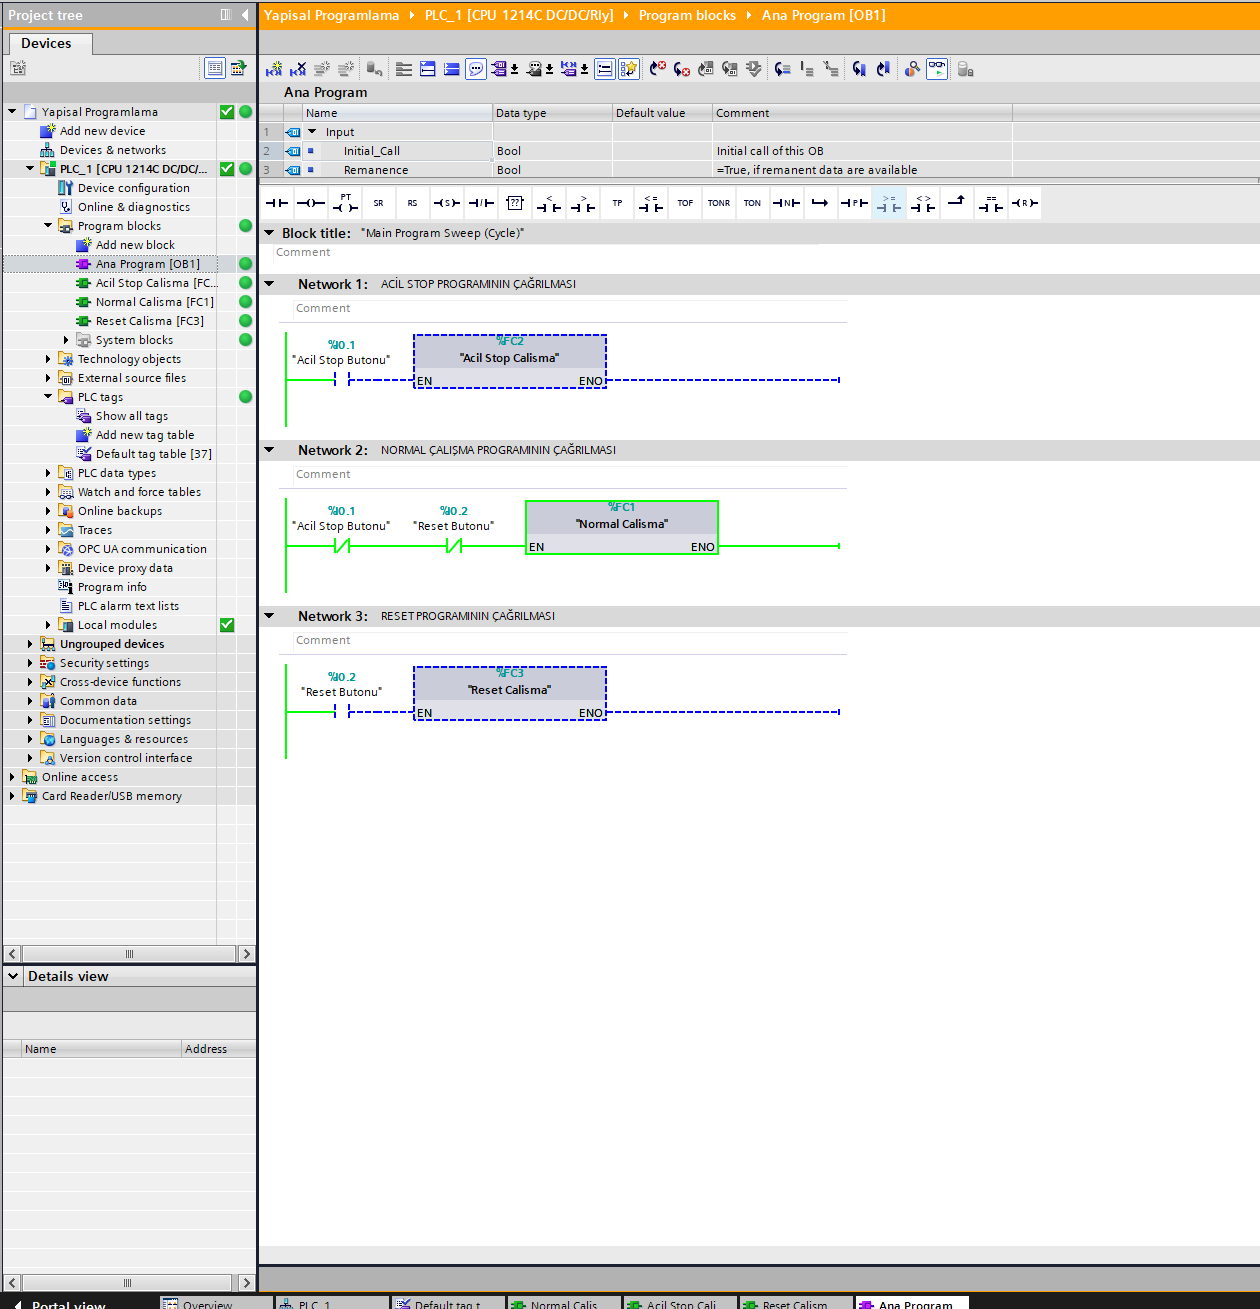 Project tree
Devices
Yapisal Programlama
Add new device
Devices & networks
PLC_1 [CPU 1214C DC/DC/...
Device configuration
Online & diagnostics
Program blocks
Add new block
Ana Program [OB1]
Acil Stop Calisma [FC...
Normal Calisma [FC1]
Reset Calisma [FC3]
System blocks
Technology objects
External source files
PLC tags
Show all tags
Add new tag table
Default tag table [37]
PLC data types
Watch and force tables
Online backups
Traces
OPC UA communication
Device proxy data
Program info
PLC alarm text lists
Local modules
Ungrouped devices
Security settings
Cross-device functions
Common data
Documentation settings
Languages & resources
Version control interface
Online access
Card Reader/USB memory
Details view
Name Address
Yapisal Programlama PLC_1 [CPU 1214C DC/DC/Rly] Program blocks Ana Program [OB1]
Ana Program
Name Data type Default value Comment
1 Input
2 Initial_Call Bool Initial call of this OB
3 Remanence Bool =True, if remanent data are available
PT SR RS (S) ?? < > TP <= TOF TONR TON N P >= <> == (R)
Block title: "Main Program Sweep (Cycle)"
Comment
Network 1: ACİL STOP PROGRAMININ ÇAĞRILMASI
Comment
%I0.1 %FC2
"Acil Stop Butonu" "Acil Stop Calisma"
EN ENO
Network 2: NORMAL ÇALIŞMA PROGRAMININ ÇAĞRILMASI
Comment
%I0.1 %I0.2 %FC1
"Acil Stop Butonu" "Reset Butonu" "Normal Calisma"
EN ENO
Network 3: RESET PROGRAMININ ÇAĞRILMASI
Comment
%I0.2 %FC3
"Reset Butonu" "Reset Calisma"
EN ENO
Portal view Overview PLC_1 Default tag t... Normal Calis... Acil Stop Cali... Reset Calism... Ana Program